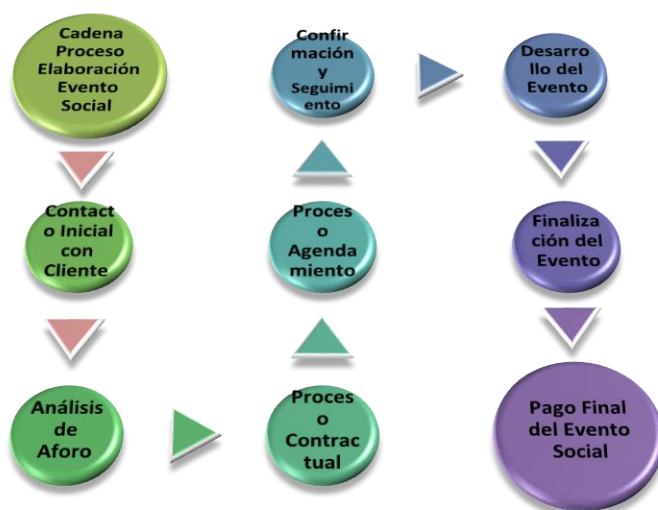 Cadena
Proceso
Elaboración
Evento
Social
Contact
o Inicial
con
Cliente
Análisis
de
Aforo
Proces
o
Contrac
tual
Proces
o
Agenda
miento
Confir
mación
y
Seguimi
ento
Desarro
llo del
Evento
Finaliza
ción del
Evento
Pago Final
del Evento
Social